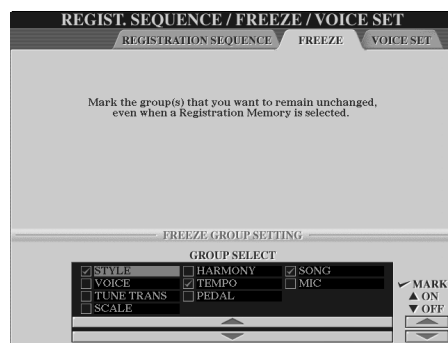 REGIST. SEQUENCE / FREEZE / VOICE SET
REGISTRATION SEQUENCE FREEZE VOICE SET
Mark the group(s) that you want to remain unchanged,
even when a Registration Memory is selected.
FREEZE GROUP SETTING
GROUP SELECT
STYLE HARMONY SONG
VOICE TEMPO MIC
TUNE TRANS PEDAL
SCALE
MARK
ON
OFF